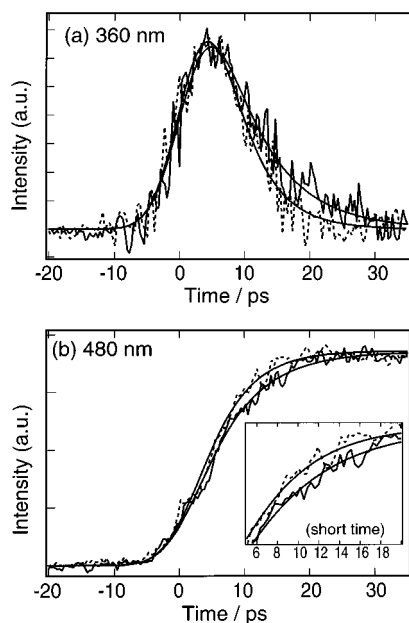 (a) 360 nm
Intensity (a.u.)
-20 -10 0 10 20 30
Time / ps
(b) 480 nm
Intensity (a.u.)
(short time)
6 8 10 12 14 16 18
-20 -10 0 10 20 30
Time / ps